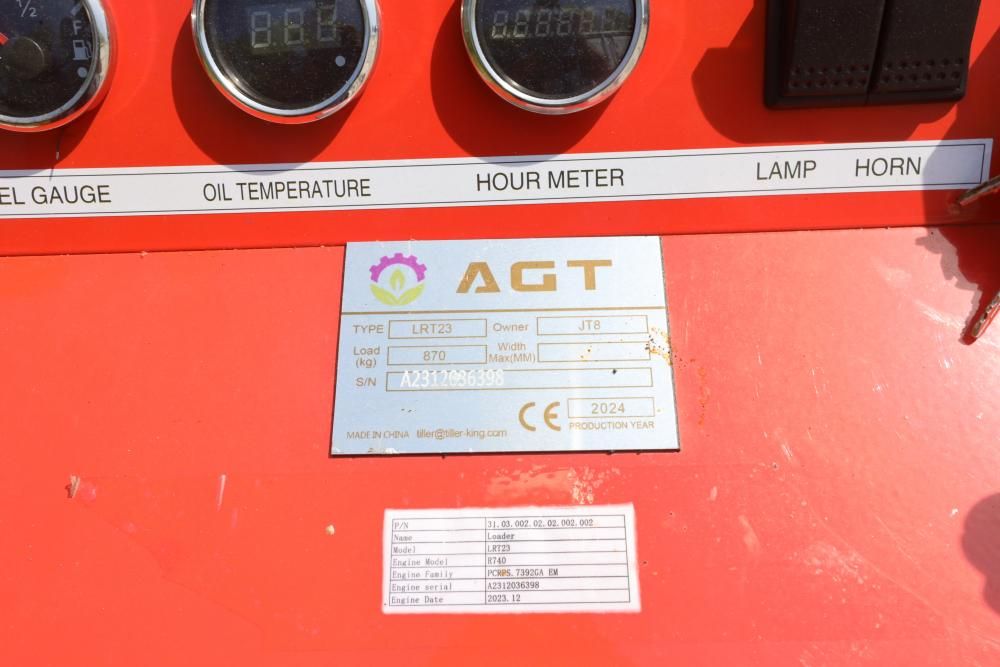 1/2
F
EL GAUGE
OIL TEMPERATURE
HOUR METER
LAMP
HORN
AGT
TYPE LRT23 Owner JT8
Load (kg) 870 Width Max(MM)
S/N A2312036398
CE 2024
MADE IN CHINA tiller@tiller-king.com PRODUCTION YEAR
P/N 31.03.002.02.02.002.002
Name Loader
Model LRT23
Engine Model R740
Engine Family PCRPS.7392GA EM
Engine serial A2312036398
Engine Date 2023.12